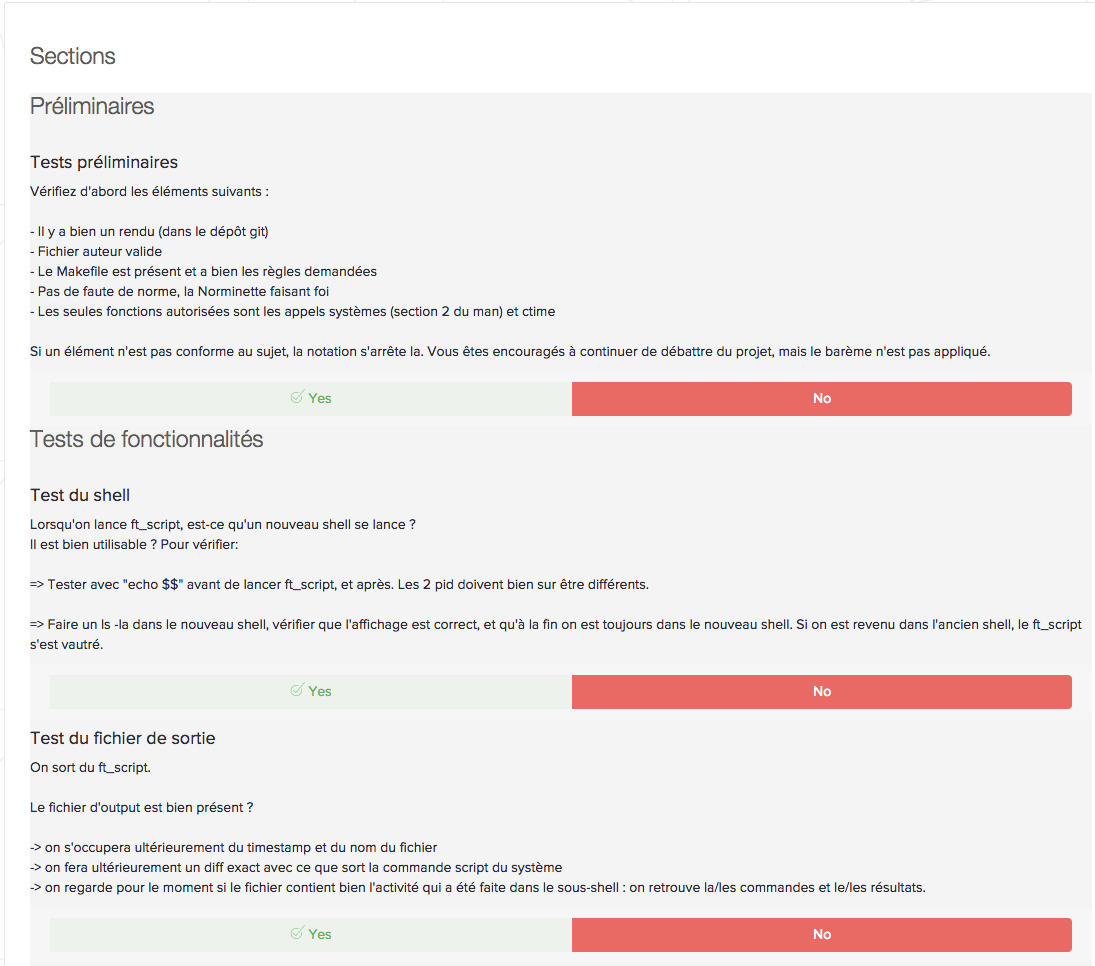 Sections
Préliminaires
Tests préliminaires
Vérifiez d'abord les éléments suivants :
- Il y a bien un rendu (dans le dépôt git)
- Fichier auteur valide
- Le Makefile est présent et a bien les règles demandées
- Pas de faute de norme, la Norminette faisant foi
- Les seules fonctions autorisées sont les appels systèmes (section 2 du man) et ctime
Si un élément n'est pas conforme au sujet, la notation s'arrête la. Vous êtes encouragés à continuer de débattre du projet, mais le barème n'est pas appliqué.
Yes
No
Tests de fonctionnalités
Test du shell
Lorsqu'on lance ft_script, est-ce qu'un nouveau shell se lance ?
Il est bien utilisable ? Pour vérifier:
=> Tester avec "echo $$" avant de lancer ft_script, et après. Les 2 pid doivent bien sur être différents.
=> Faire un ls -la dans le nouveau shell, vérifier que l'affichage est correct, et qu'à la fin on est toujours dans le nouveau shell. Si on est revenu dans l'ancien shell, le ft_script
s'est vautré.
Yes
No
Test du fichier de sortie
On sort du ft_script.
Le fichier d'output est bien présent ?
-> on s'occupera ultérieurement du timestamp et du nom du fichier
-> on fera ultérieurement un diff exact avec ce que sort la commande script du système
-> on regarde pour le moment si le fichier contient bien l'activité qui a été faite dans le sous-shell : on retrouve la/les commandes et le/les résultats.
Yes
No